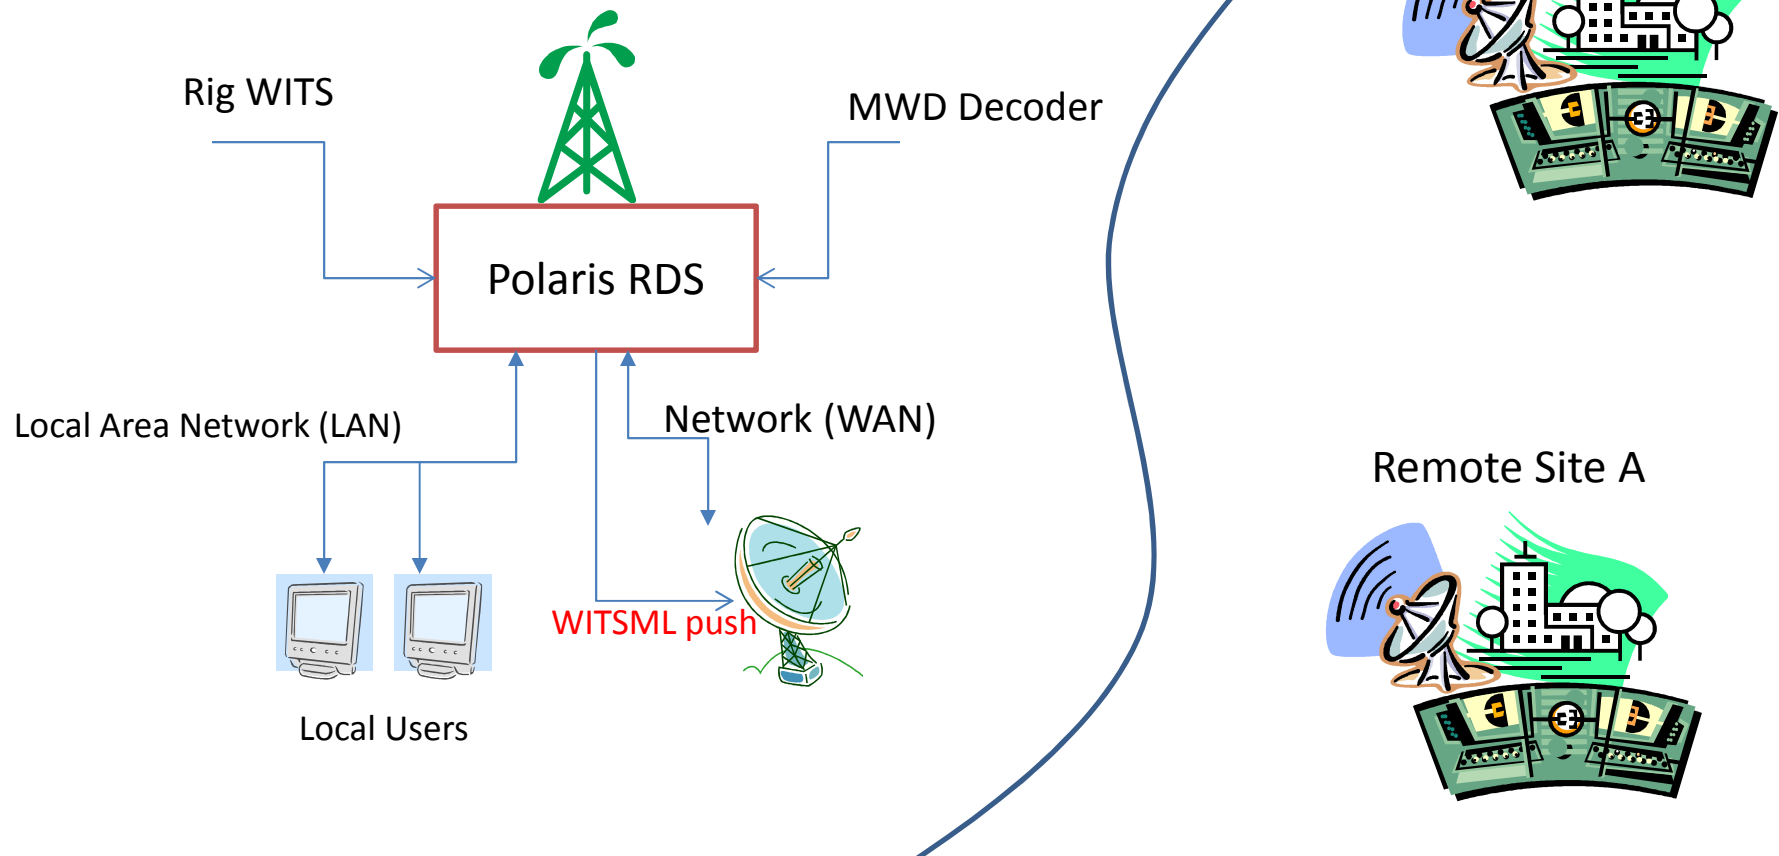 Rig WITS
MWD Decoder
Polaris RDS
Local Area Network (LAN)
Network (WAN)
Remote Site A
WITSML push
Local Users